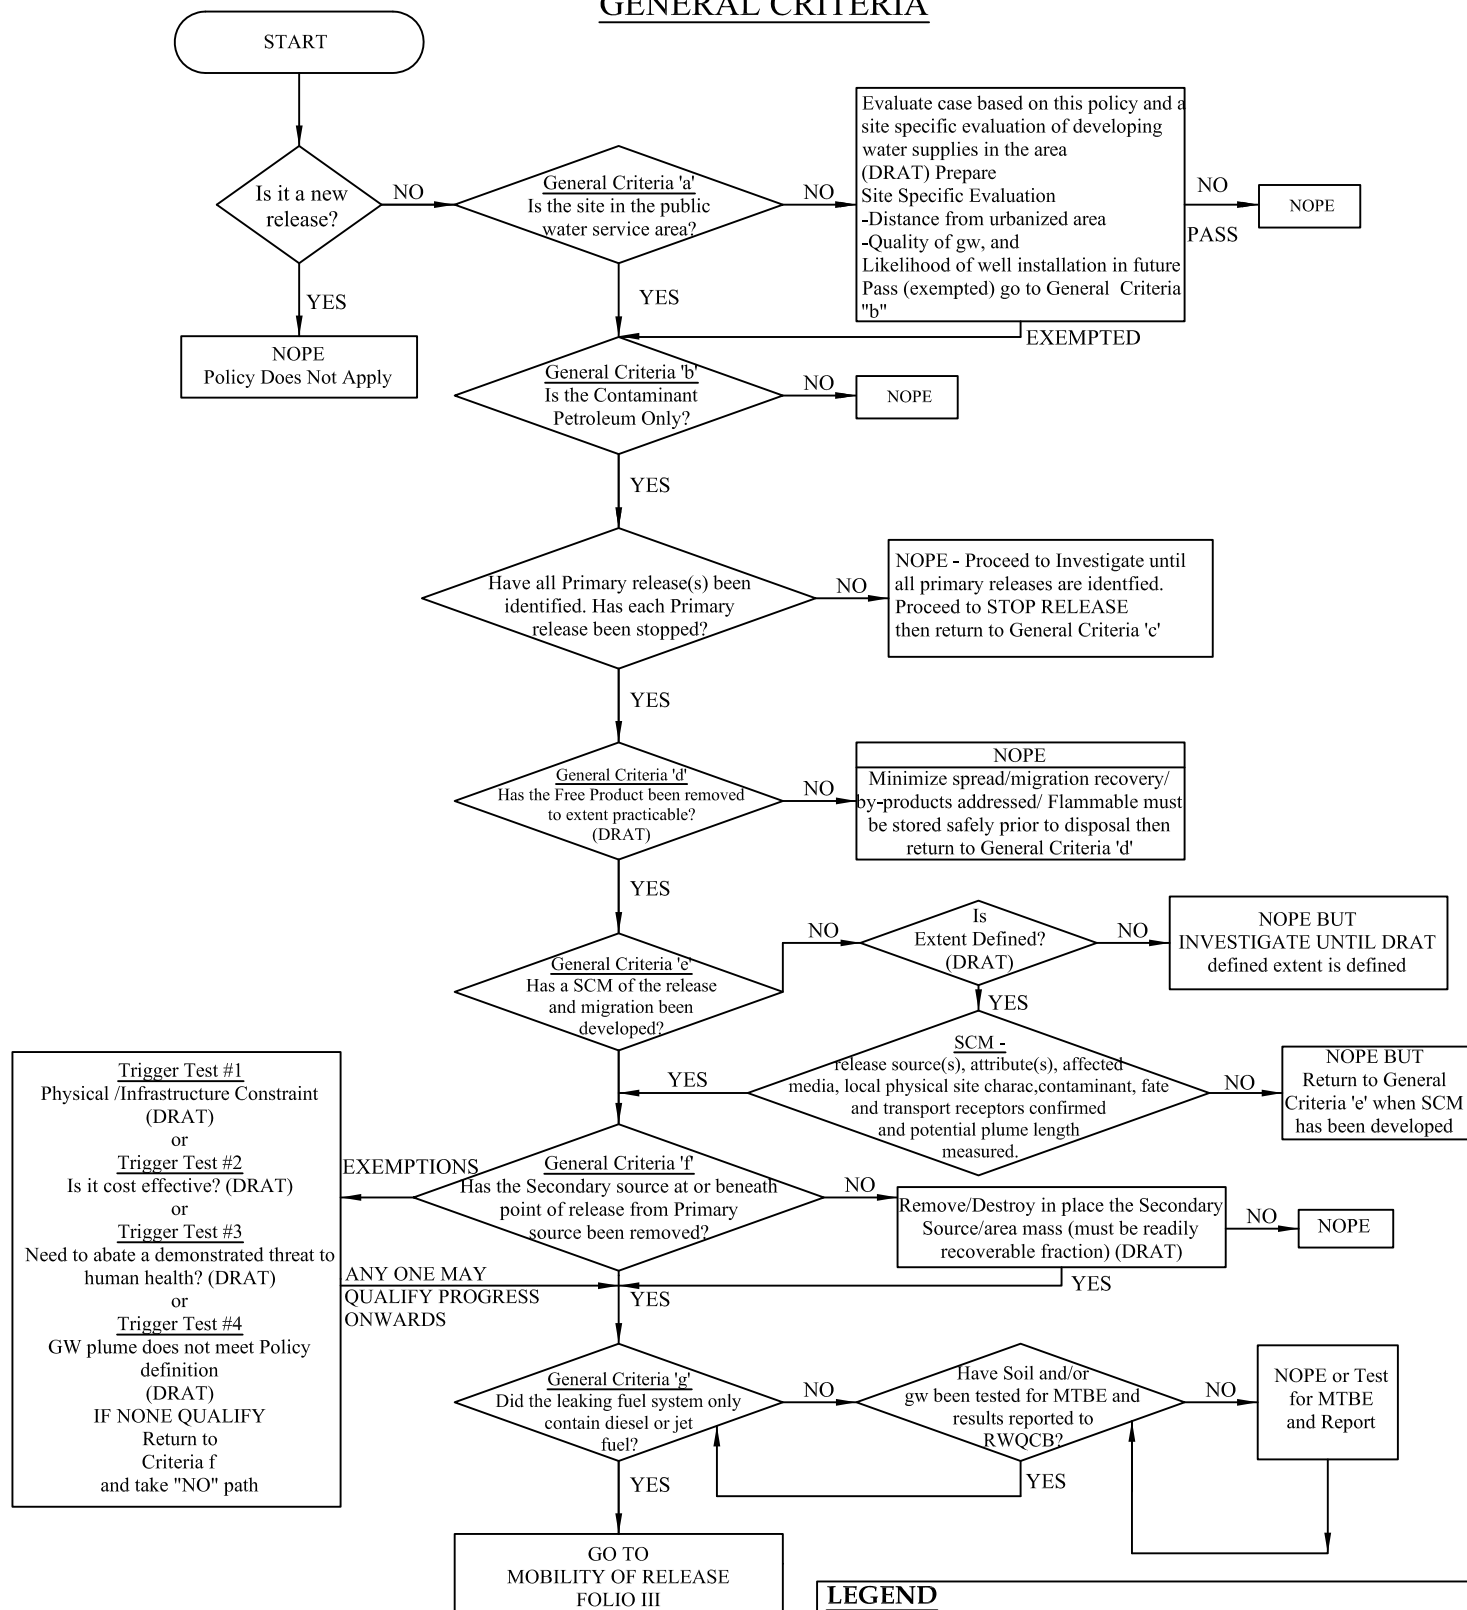 GENERAL CRITERIA
START
Is it a new
release?
NO
YES
NOPE
Policy Does Not Apply
General Criteria 'a'
Is the site in the public
water service area?
NO
YES
Evaluate case based on this policy and a
site specific evaluation of developing
water supplies in the area
(DRAT) Prepare
Site Specific Evaluation
-Distance from urbanized area
-Quality of gw, and
Likelihood of well installation in future
Pass (exempted) go to General Criteria
"b"
NO
PASS
NOPE
EXEMPTED
General Criteria 'b'
Is the Contaminant
Petroleum Only?
NO
NOPE
YES
Have all Primary release(s) been
identified. Has each Primary
release been stopped?
NO
NOPE - Proceed to Investigate until
all primary releases are identfied.
Proceed to STOP RELEASE
then return to General Criteria 'c'
YES
General Criteria 'd'
Has the Free Product been removed
to extent practicable?
(DRAT)
NO
NOPE
Minimize spread/migration recovery/
by-products addressed/ Flammable must
be stored safely prior to disposal then
return to General Criteria 'd'
YES
General Criteria 'e'
Has a SCM of the release
and migration been
developed?
NO
Is
Extent Defined?
(DRAT)
NO
NOPE BUT
INVESTIGATE UNTIL DRAT
defined extent is defined
YES
SCM -
release source(s), attribute(s), affected
media, local physical site charac,contaminant, fate
and transport receptors confirmed
and potential plume length
measured.
YES
NO
NOPE BUT
Return to General
Criteria 'e' when SCM
has been developed
Trigger Test #1
Physical /Infrastructure Constraint
(DRAT)
or
Trigger Test #2
Is it cost effective? (DRAT)
or
Trigger Test #3
Need to abate a demonstrated threat to
human health? (DRAT)
or
Trigger Test #4
GW plume does not meet Policy
definition
(DRAT)
IF NONE QUALIFY
Return to
Criteria f
and take "NO" path
EXEMPTIONS
General Criteria 'f'
Has the Secondary source at or beneath
point of release from Primary
source been removed?
NO
Remove/Destroy in place the Secondary
Source/area mass (must be readily
recoverable fraction) (DRAT)
NO
NOPE
YES
ANY ONE MAY
QUALIFY PROGRESS
ONWARDS
YES
General Criteria 'g'
Did the leaking fuel system only
contain diesel or jet
fuel?
NO
Have Soil and/or
gw been tested for MTBE and
results reported to
RWQCB?
NO
NOPE or Test
for MTBE
and Report
YES
YES
GO TO
MOBILITY OF RELEASE
FOLIO III
LEGEND